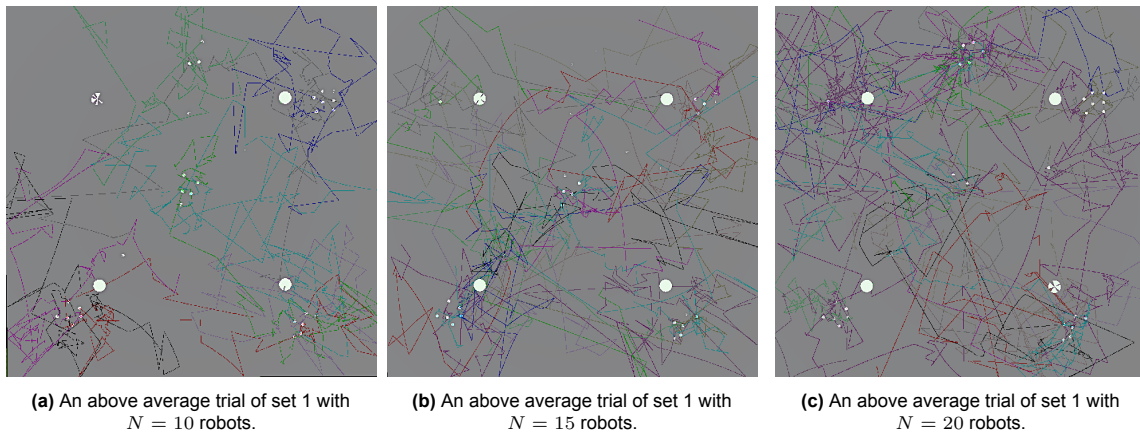 (a) An above average trial of set 1 with
N = 10 robots.
(b) An above average trial of set 1 with
N = 15 robots.
(c) An above average trial of set 1 with
N = 20 robots.